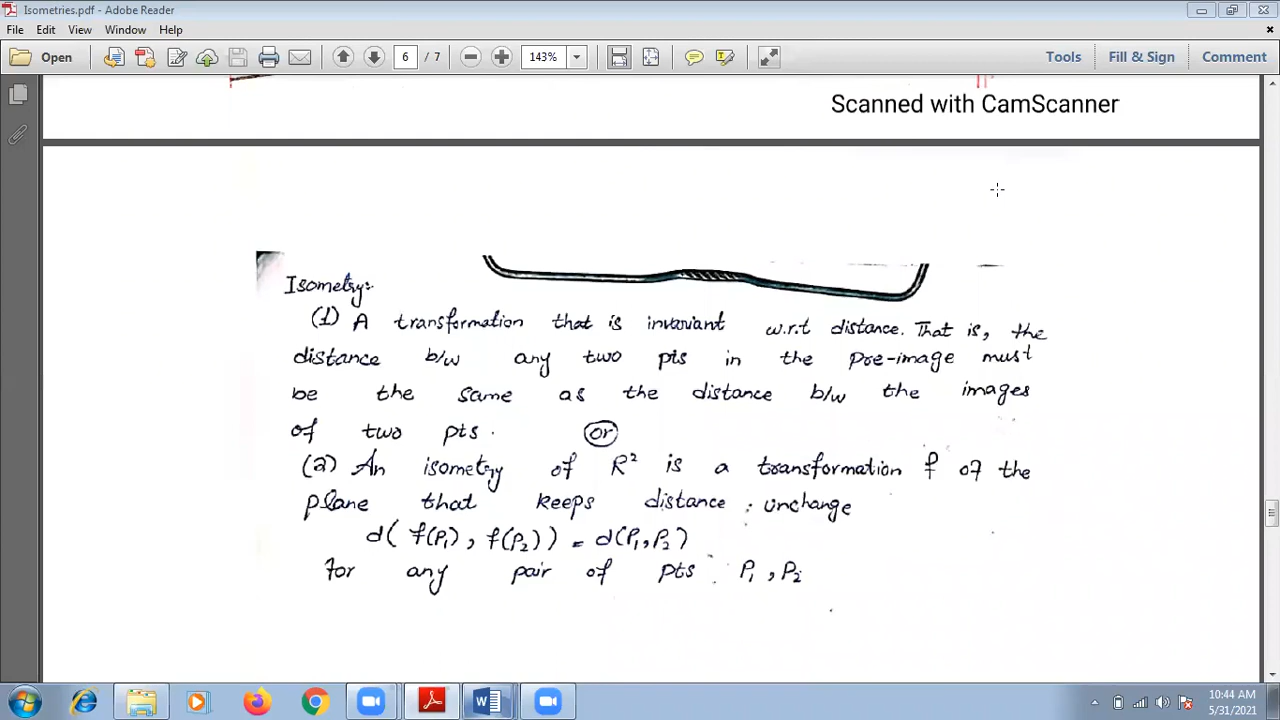 Isometries.pdf - Adobe Reader
File Edit View Window Help
Open 6 / 7 143% Tools Fill & Sign Comment
Scanned with CamScanner
Isometry:
(1) A transformation that is invariant w.r.t distance. That is, the
distance b/w any two pts in the pre-image must
be the same as the distance b/w the images
of two pts. or
(2) An isometry of R² is a transformation f of the
plane that keeps distance unchange
d( f(P₁), f(P₂)) = d(P₁, P₂)
For any pair of pts P₁, P₂
10:44 AM
5/31/2021